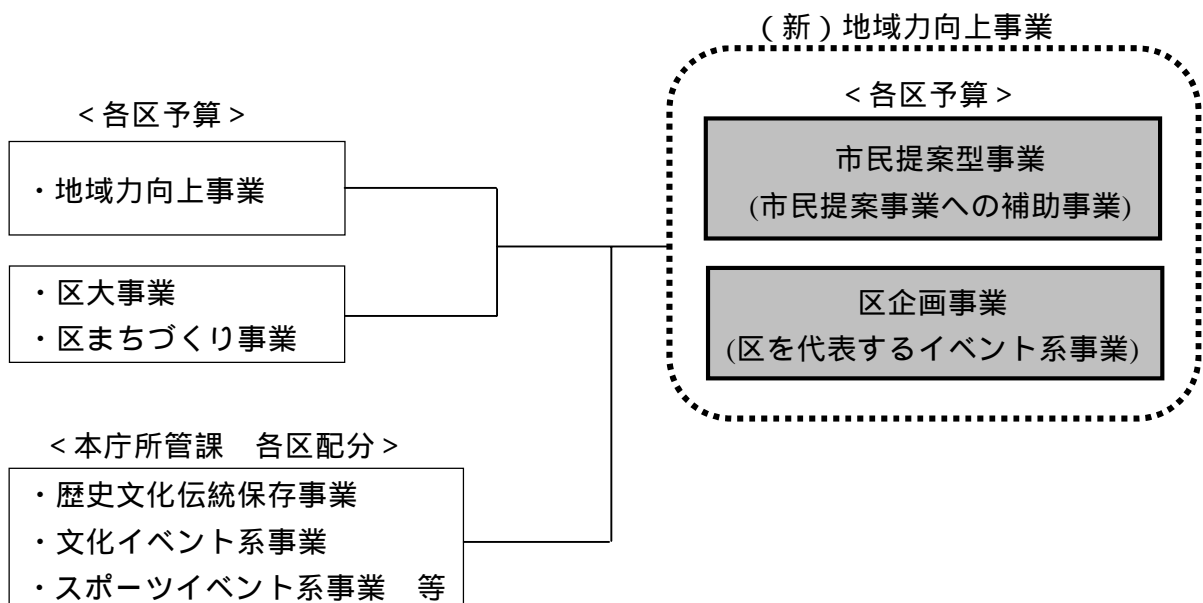 <各区予算>
・地域力向上事業
・区大事業
・区まちづくり事業
<本庁所管課　各区配分>
・歴史文化伝統保存事業
・文化イベント系事業
・スポーツイベント系事業　等
（新）地域力向上事業
<各区予算>
市民提案型事業
(市民提案事業への補助事業)
区企画事業
(区を代表するイベント系事業)